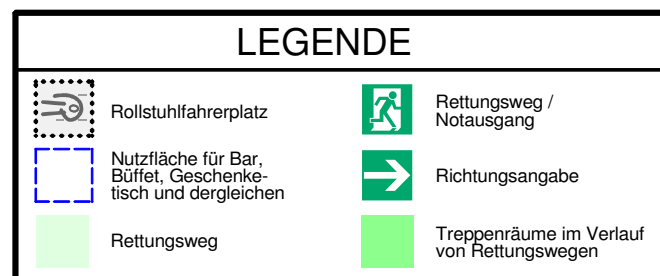 LEGENDE
Rollstuhlfahrerplatz
Rettungsweg /
Notausgang
Nutzfläche für Bar,
Büffet, Geschenke-
tisch und dergleichen
Richtungsangabe
Rettungsweg
Treppenräume im Verlauf
von Rettungswegen